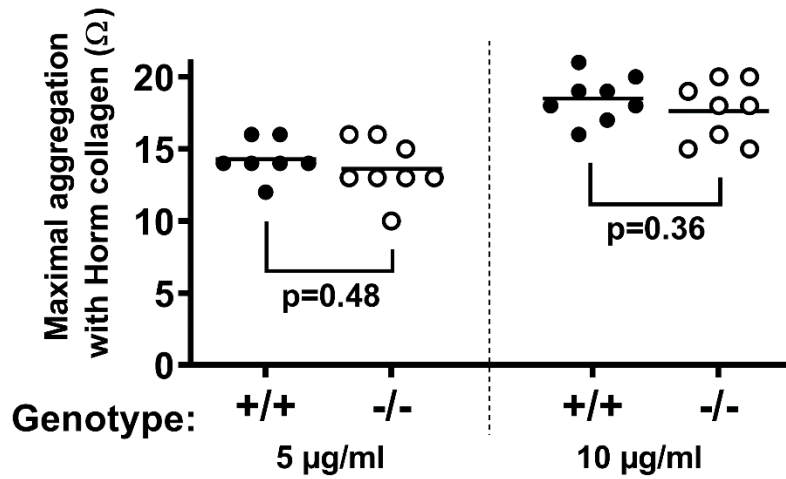 Maximal aggregation
with Horm collagen (Ω)
20
15
10
5
0
p=0.48
p=0.36
Genotype: +/+ -/- +/+ -/-
5 µg/ml 10 µg/ml